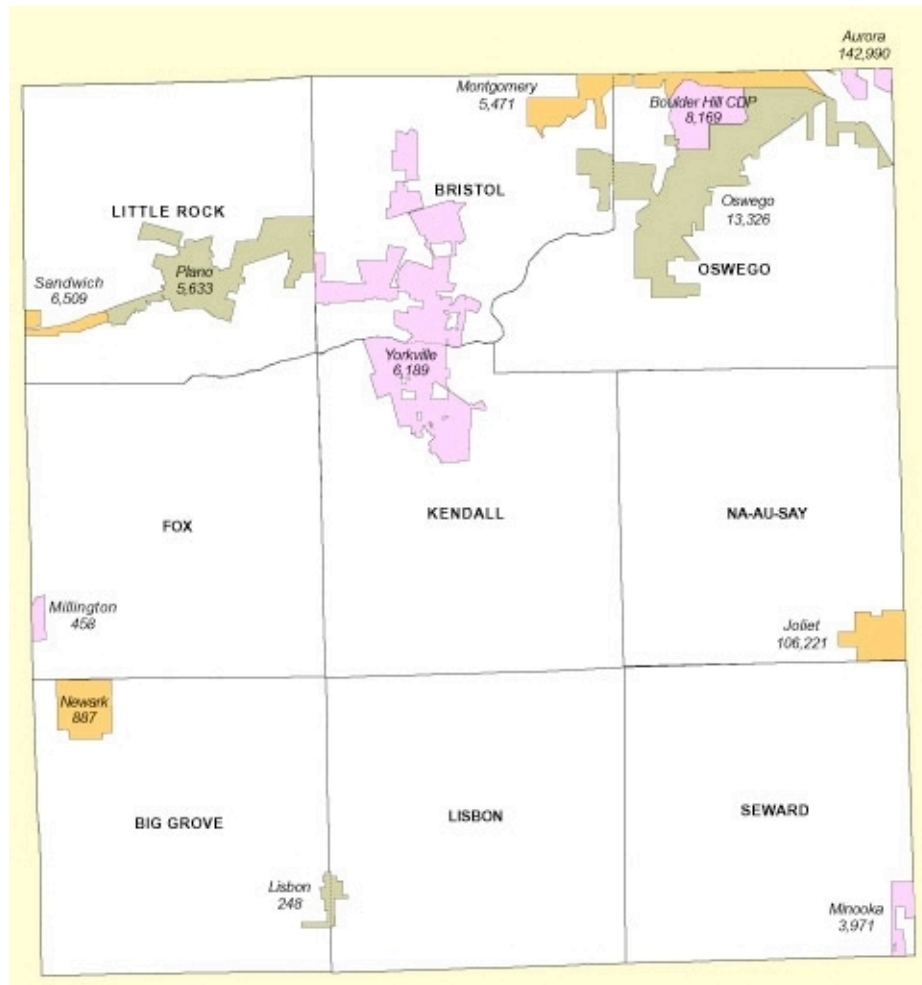 Aurora
142,990
Montgomery
5,471
Boulder Hill CDP
8,169
BRISTOL
LITTLE ROCK
Oswego
13,326
OSWEGO
Sandwich
6,509
Plano
5,633
Yorkville
6,189
FOX
KENDALL
NA-AU-SAY
Millington
458
Joliet
106,221
Newark
887
BIG GROVE
LISBON
SEWARD
Lisbon
248
Minooka
3,971